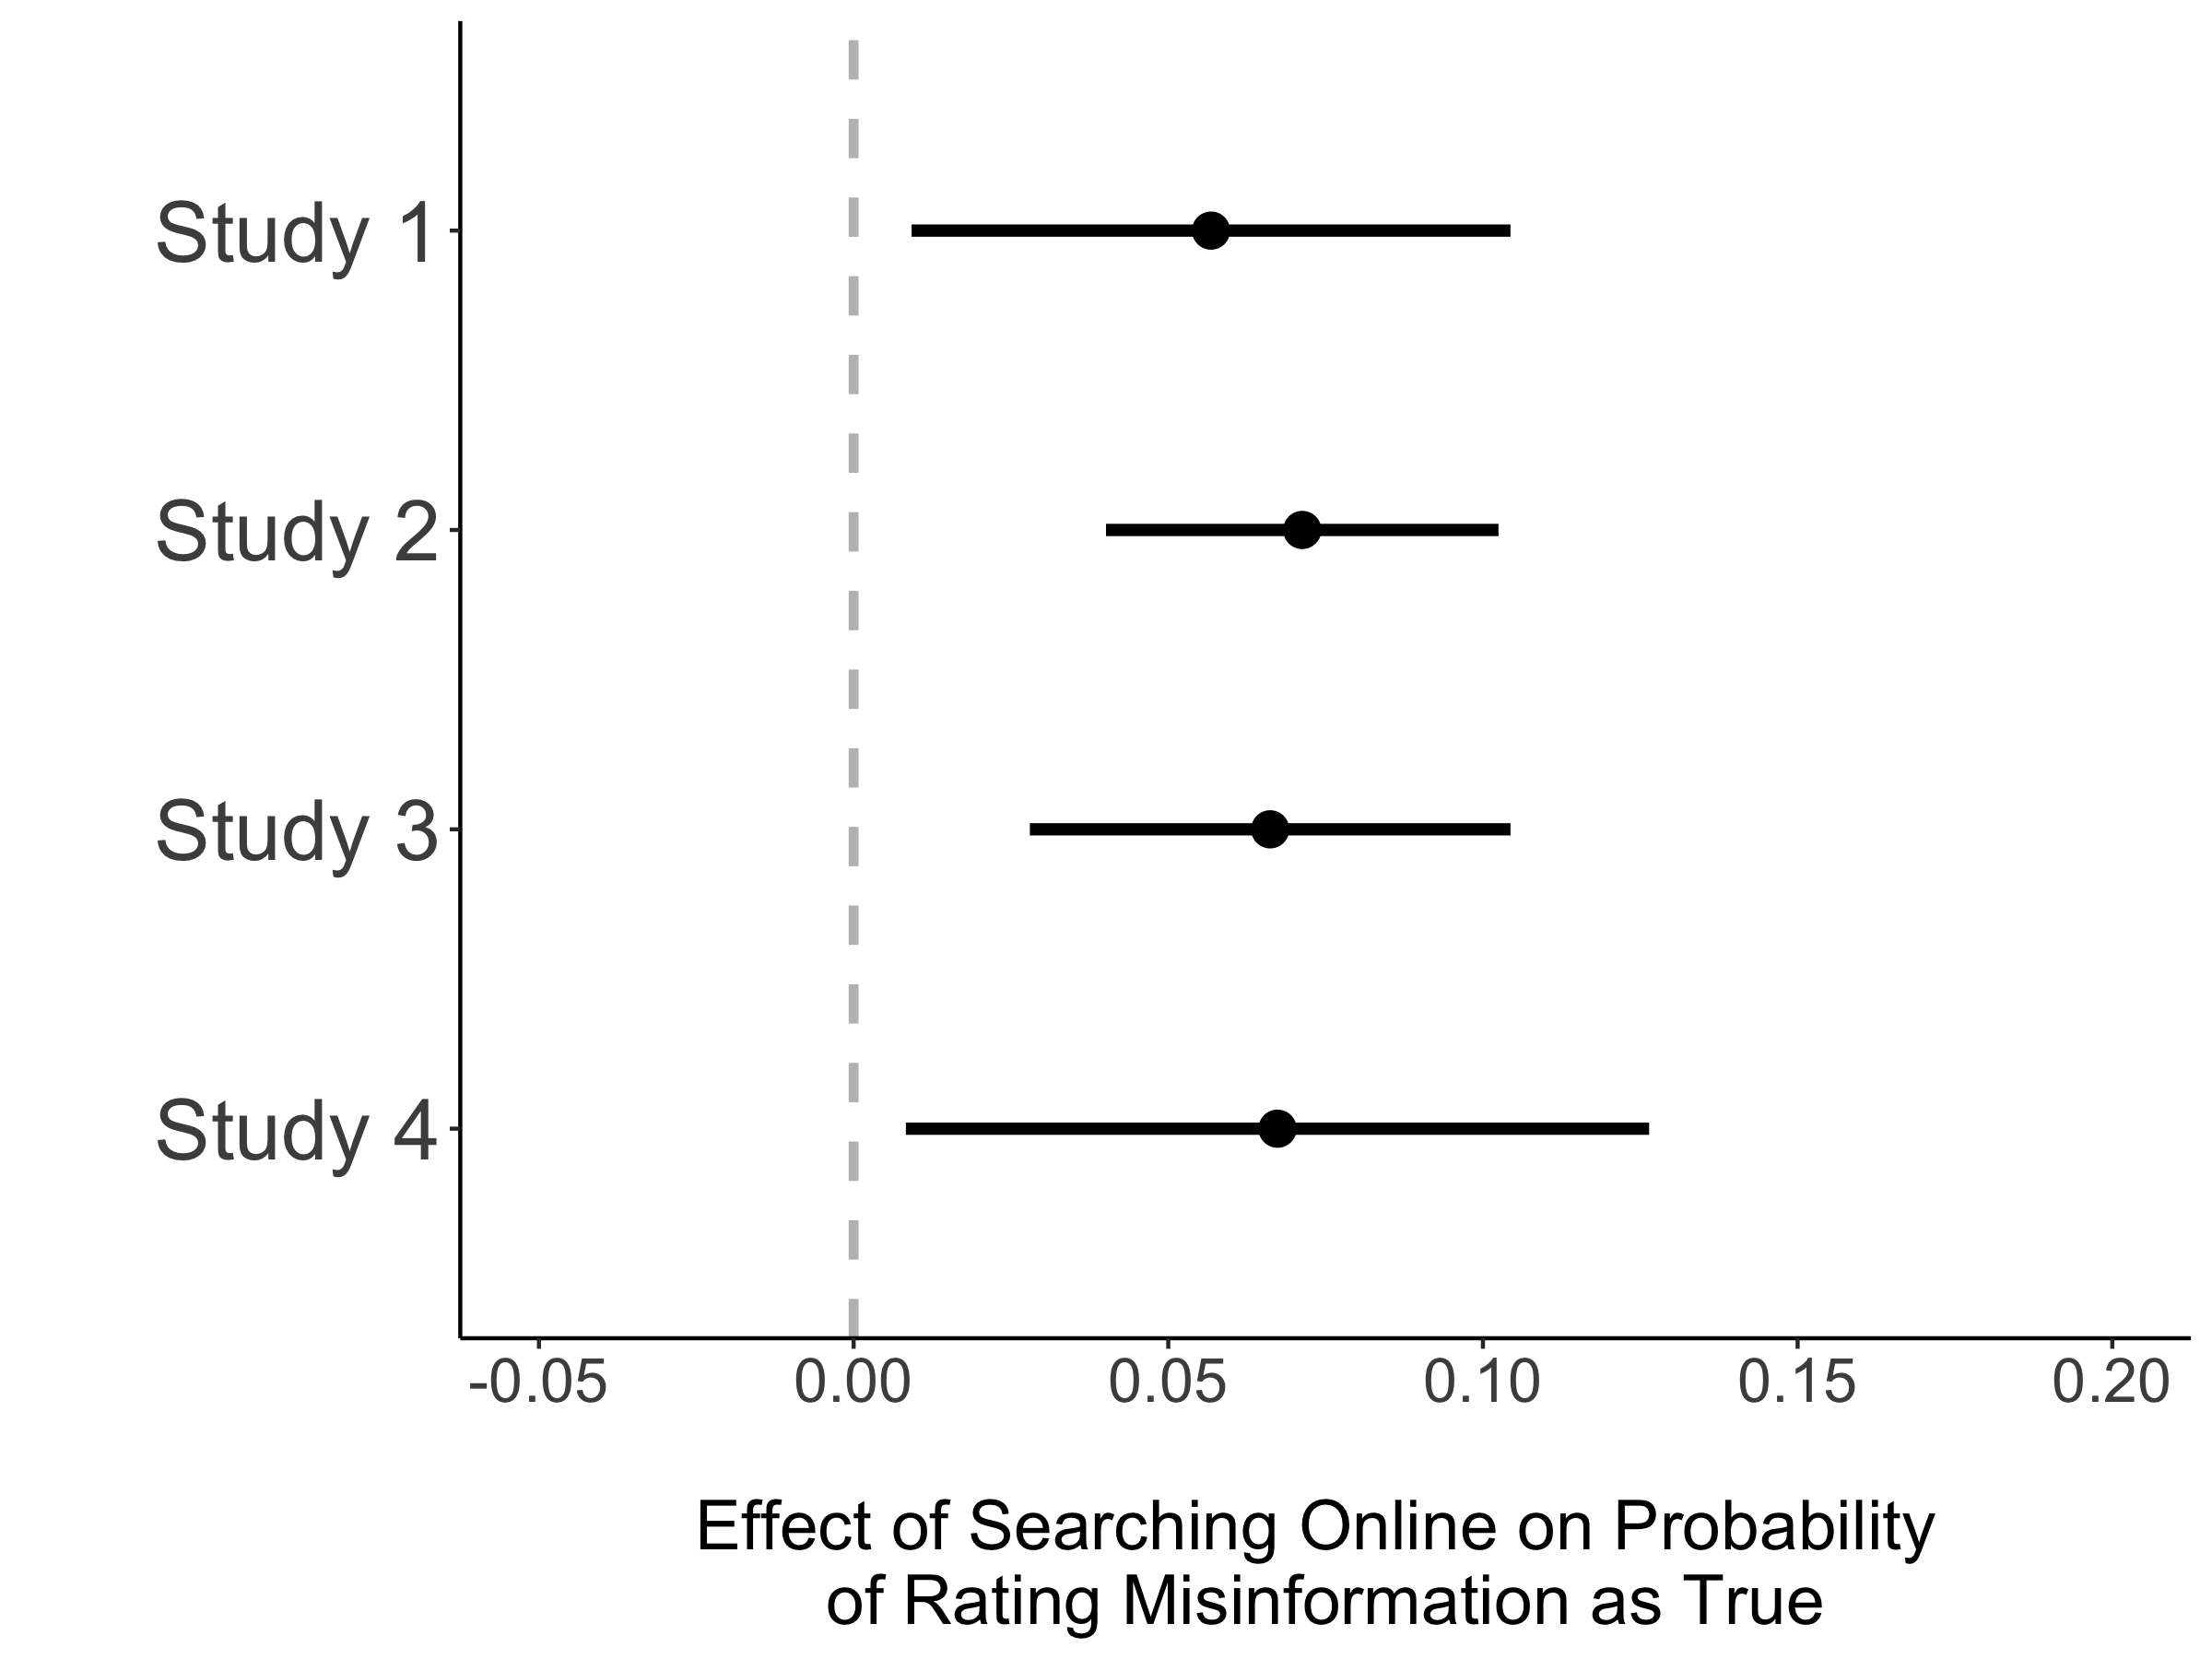 Study 1
Study 2
Study 3
Study 4
-0.05 0.00 0.05 0.10 0.15 0.20
Effect of Searching Online on Probability
of Rating Misinformation as True